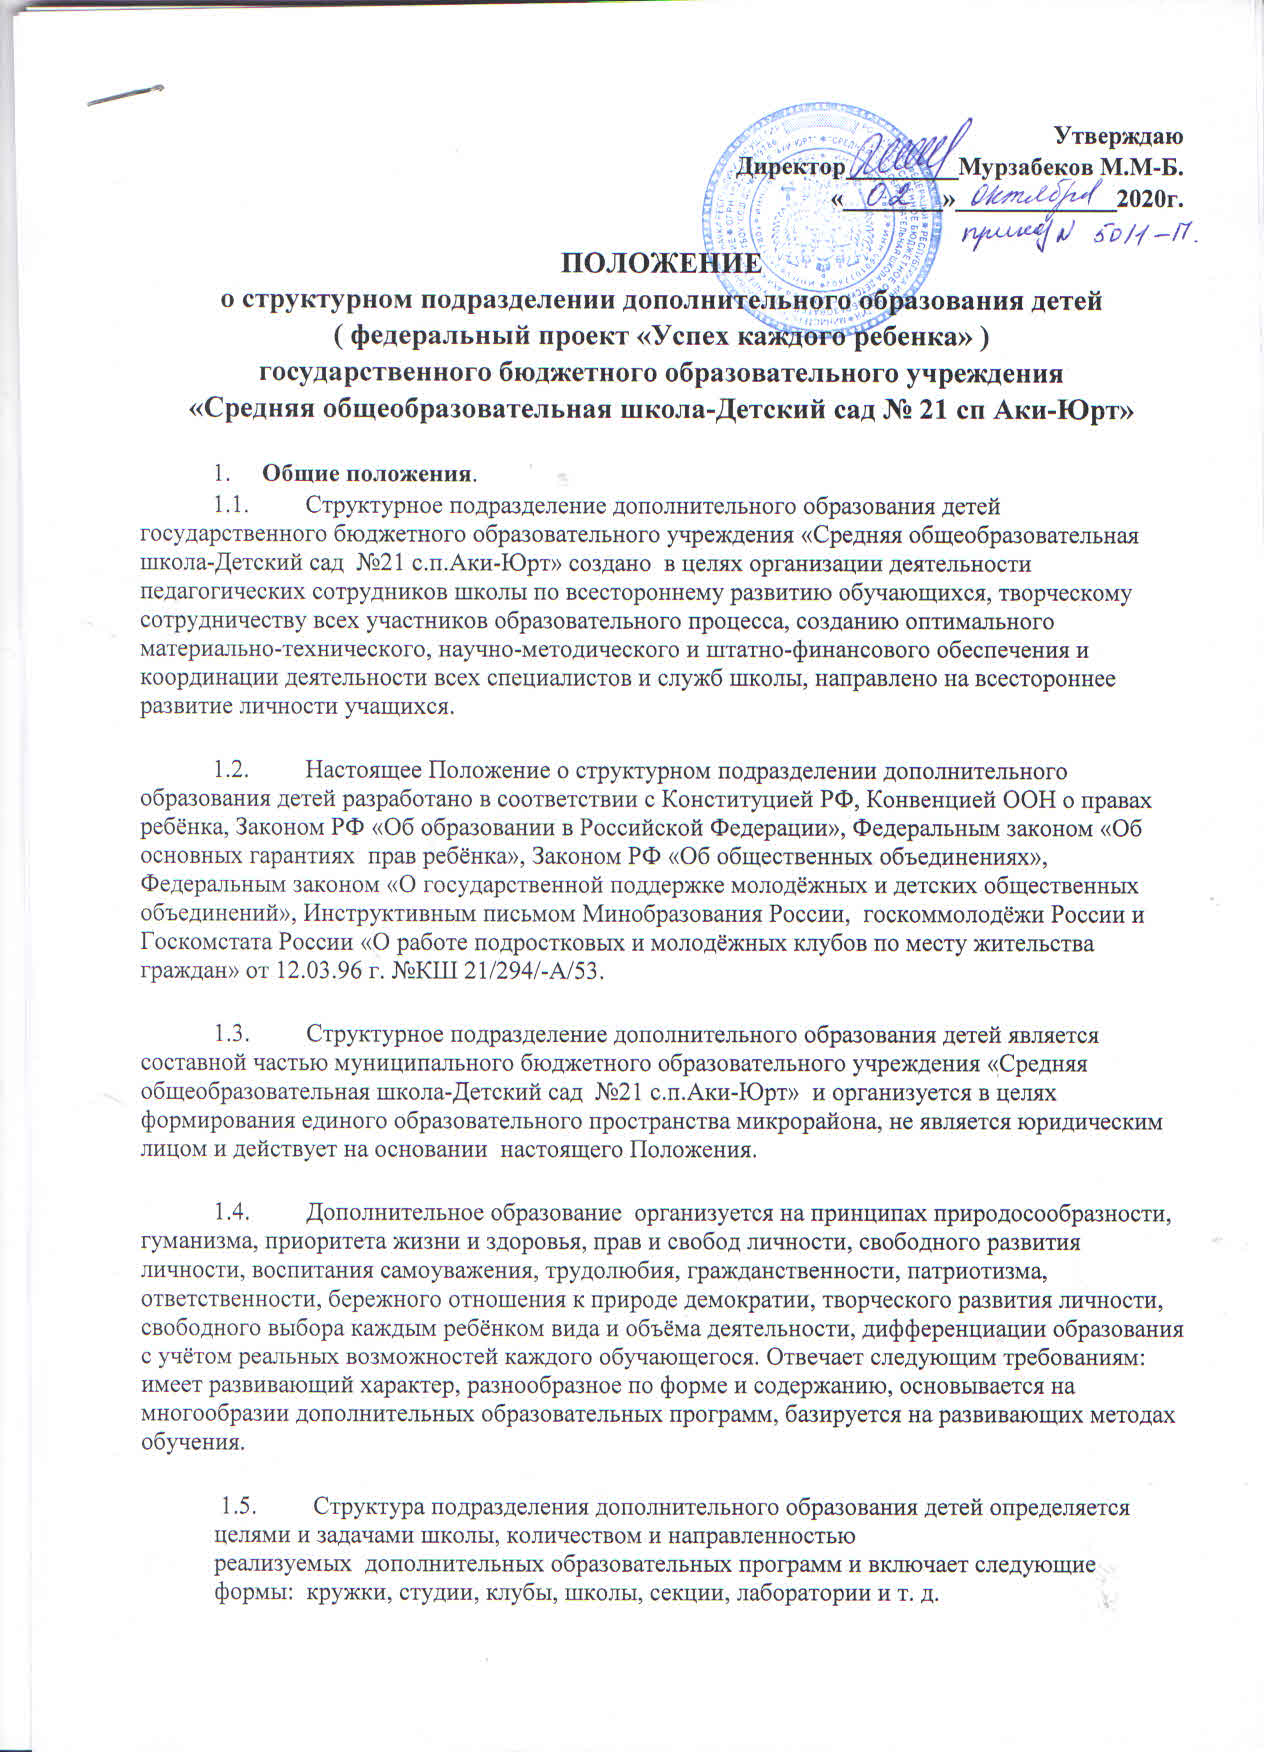 Утверждаю
Директор_________Мурзабеков М.М-Б.
« 02 » октября 2020г.
приказ № 50/1-П.
ПОЛОЖЕНИЕ
о структурном подразделении дополнительного образования детей
( федеральный проект «Успех каждого ребенка» )
государственного бюджетного образовательного учреждения
«Средняя общеобразовательная школа-Детский сад № 21 сп Аки-Юрт»
1. Общие положения.
1.1. Структурное подразделение дополнительного образования детей
государственного бюджетного образовательного учреждения «Средняя общеобразовательная
школа-Детский сад №21 с.п.Аки-Юрт» создано в целях организации деятельности
педагогических сотрудников школы по всестороннему развитию обучающихся, творческому
сотрудничеству всех участников образовательного процесса, созданию оптимального
материально-технического, научно-методического и штатно-финансового обеспечения и
координации деятельности всех специалистов и служб школы, направлено на всестороннее
развитие личности учащихся.
1.2. Настоящее Положение о структурном подразделении дополнительного
образования детей разработано в соответствии с Конституцией РФ, Конвенцией ООН о правах
ребёнка, Законом РФ «Об образовании в Российской Федерации», Федеральным законом «Об
основных гарантиях прав ребёнка», Законом РФ «Об общественных объединениях»,
Федеральным законом «О государственной поддержке молодёжных и детских общественных
объединений», Инструктивным письмом Минобразования России, госкоммолодёжи России и
Госкомстата России «О работе подростковых и молодёжных клубов по месту жительства
граждан» от 12.03.96 г. №КШ 21/294/-А/53.
1.3. Структурное подразделение дополнительного образования детей является
составной частью муниципального бюджетного образовательного учреждения «Средняя
общеобразовательная школа-Детский сад №21 с.п.Аки-Юрт» и организуется в целях
формирования единого образовательного пространства микрорайона, не является юридическим
лицом и действует на основании настоящего Положения.
1.4. Дополнительное образование организуется на принципах природосообразности,
гуманизма, приоритета жизни и здоровья, прав и свобод личности, свободного развития
личности, воспитания самоуважения, трудолюбия, гражданственности, патриотизма,
ответственности, бережного отношения к природе демократии, творческого развития личности,
свободного выбора каждым ребёнком вида и объёма деятельности, дифференциации образования
с учётом реальных возможностей каждого обучающегося. Отвечает следующим требованиям:
имеет развивающий характер, разнообразное по форме и содержанию, основывается на
многообразии дополнительных образовательных программ, базируется на развивающих методах
обучения.
1.5. Структура подразделения дополнительного образования детей определяется
целями и задачами школы, количеством и направленностью
реализуемых дополнительных образовательных программ и включает следующие
формы: кружки, студии, клубы, школы, секции, лаборатории и т. д.